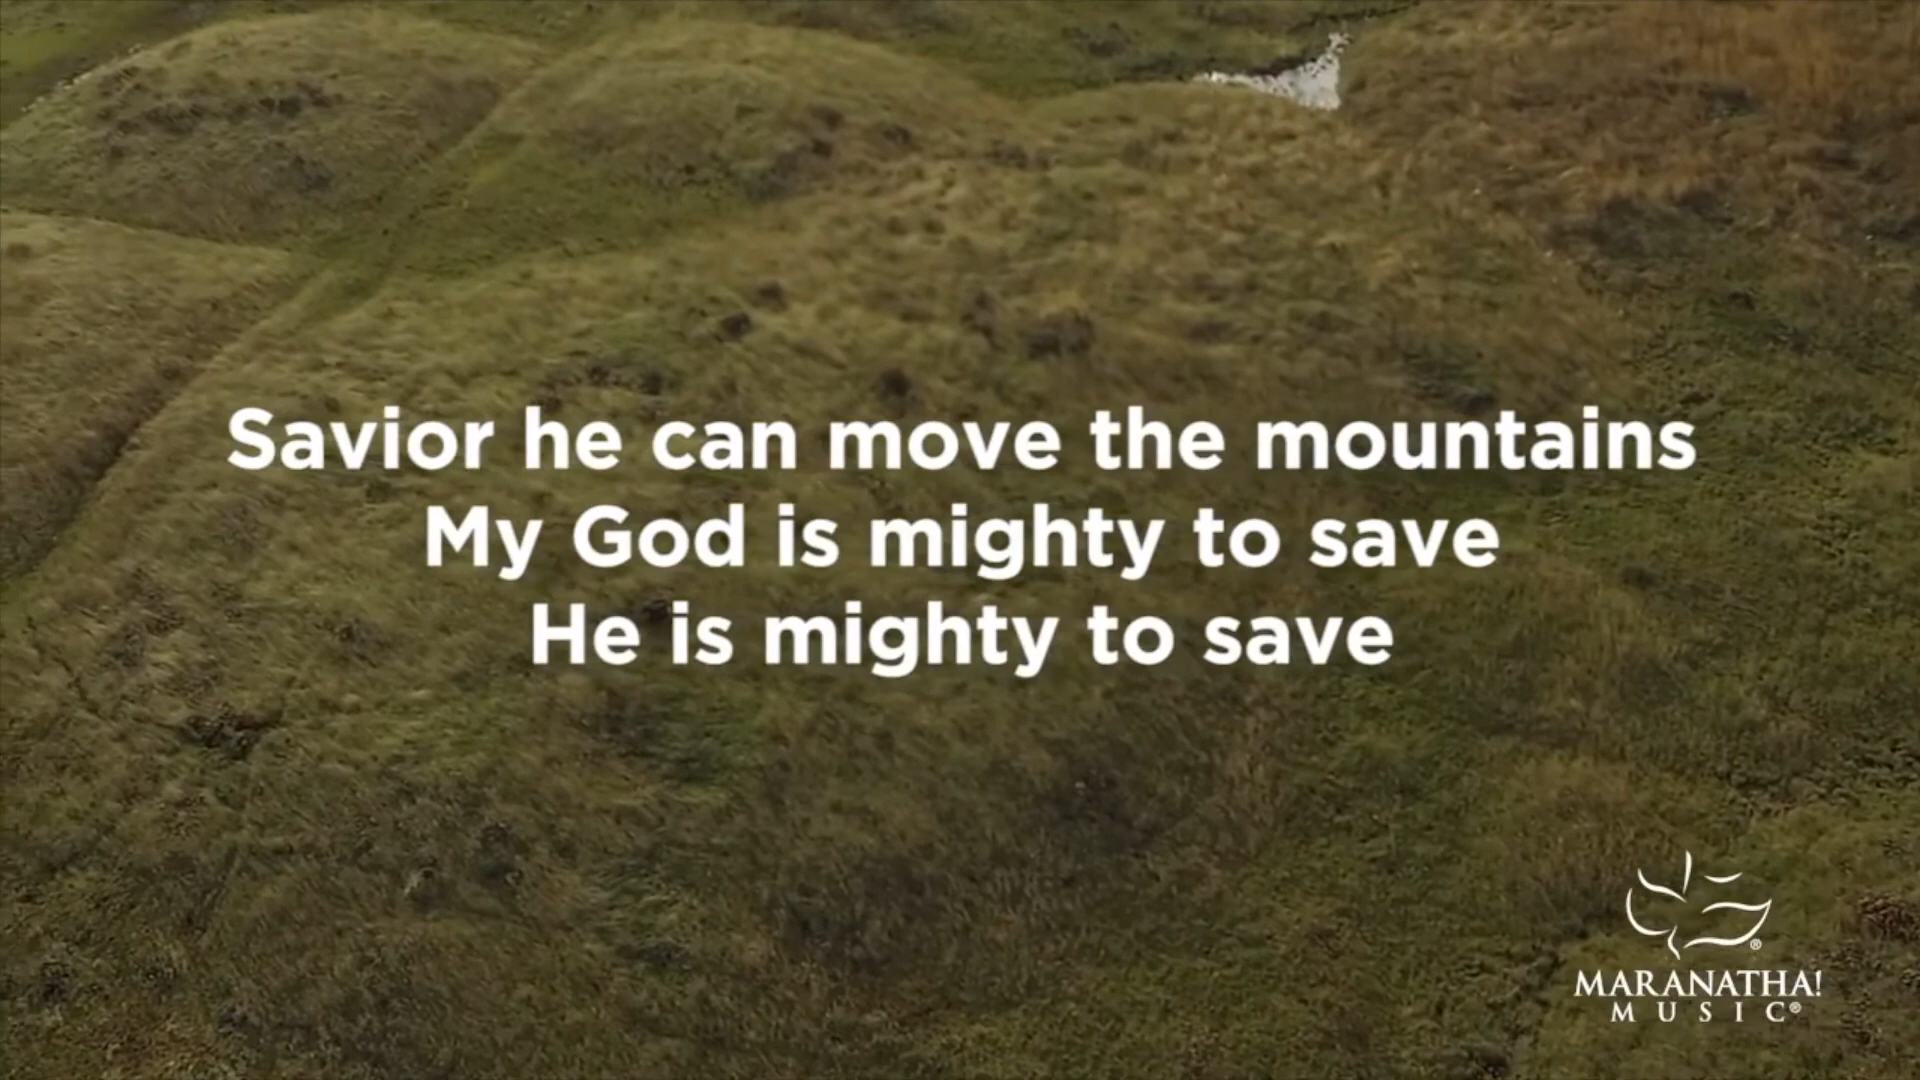 Savior he can move the mountains
My God is mighty to save
He is mighty to save
MARANATHA!
MUSIC®